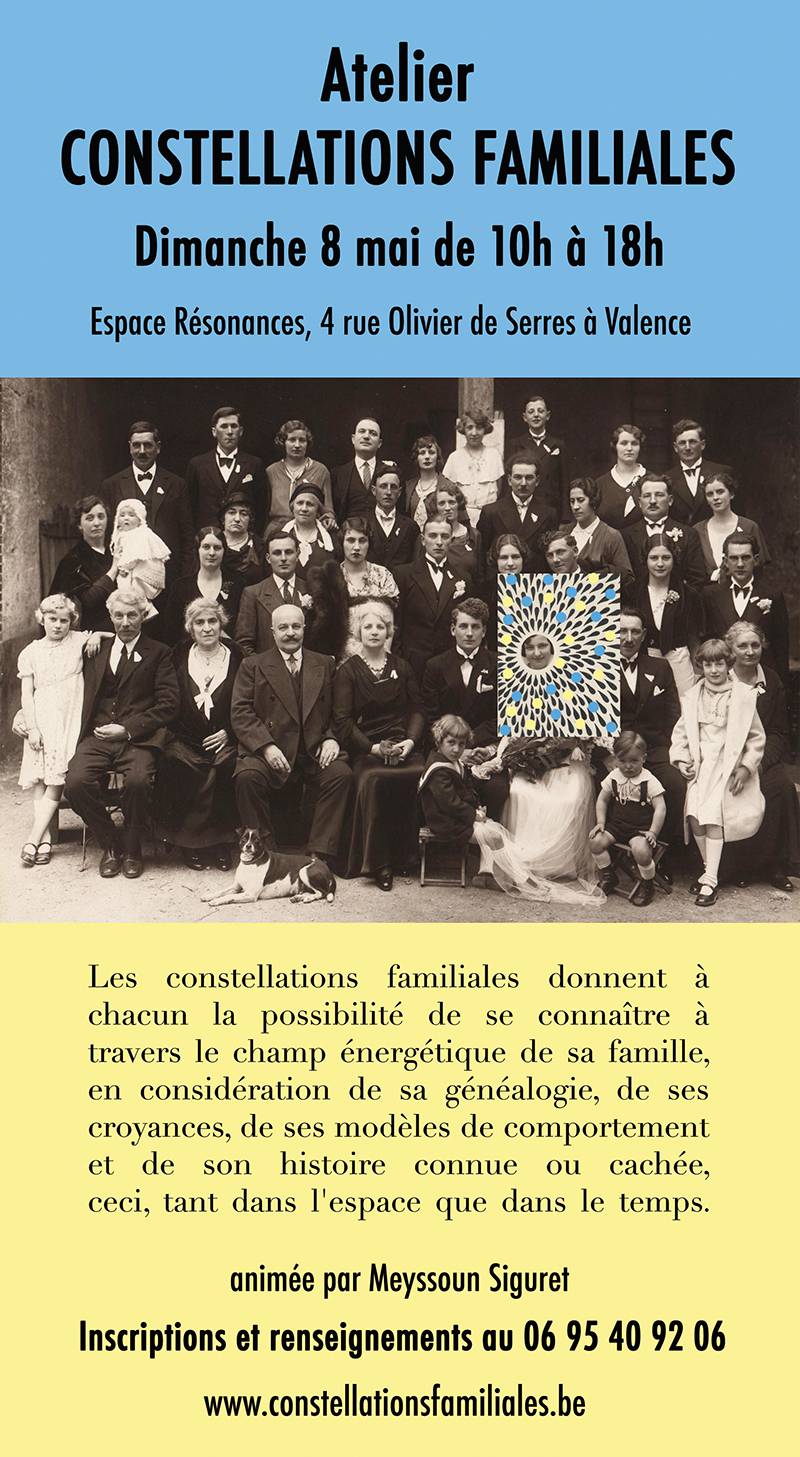 Atelier
CONSTELLATIONS FAMILIALES
Dimanche 8 mai de 10h à 18h
Espace Résonances, 4 rue Olivier de Serres à Valence
Les constellations familiales donnent à
chacun la possibilité de se connaître à
travers le champ énergétique de sa famille,
en considération de sa généalogie, de ses
croyances, de ses modèles de comportement
et de son histoire connue ou cachée,
ceci, tant dans l'espace que dans le temps.
animée par Meyssoun Siguret
Inscriptions et renseignements au 06 95 40 92 06
www.constellationsfamiliales.be